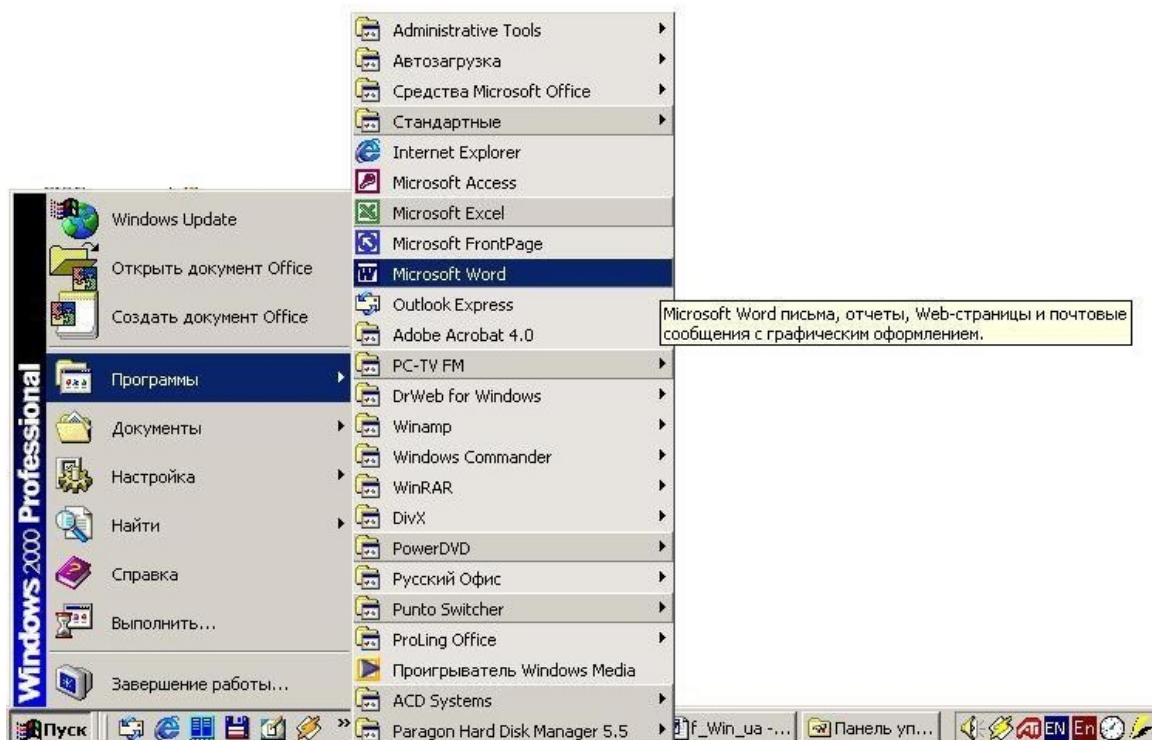 Windows 2000 Professional
Windows Update
Открыть документ Office
Создать документ Office
Программы
Документы
Настройка
Найти
Справка
Выполнить...
Завершение работы...
Administrative Tools
Автозагрузка
Средства Microsoft Office
Стандартные
Internet Explorer
Microsoft Access
Microsoft Excel
Microsoft FrontPage
Microsoft Word
Outlook Express
Adobe Acrobat 4.0
PC-TV FM
DrWeb for Windows
Winamp
Windows Commander
WinRAR
DivX
PowerDVD
Русский Офис
Punto Switcher
ProLing Office
Проигрыватель Windows Media
ACD Systems
Paragon Hard Disk Manager 5.5
Microsoft Word письма, отчеты, Web-страницы и почтовые
сообщения с графическим оформлением.
Пуск
»
f_Win_ua -...
Панель уп...
EN
En